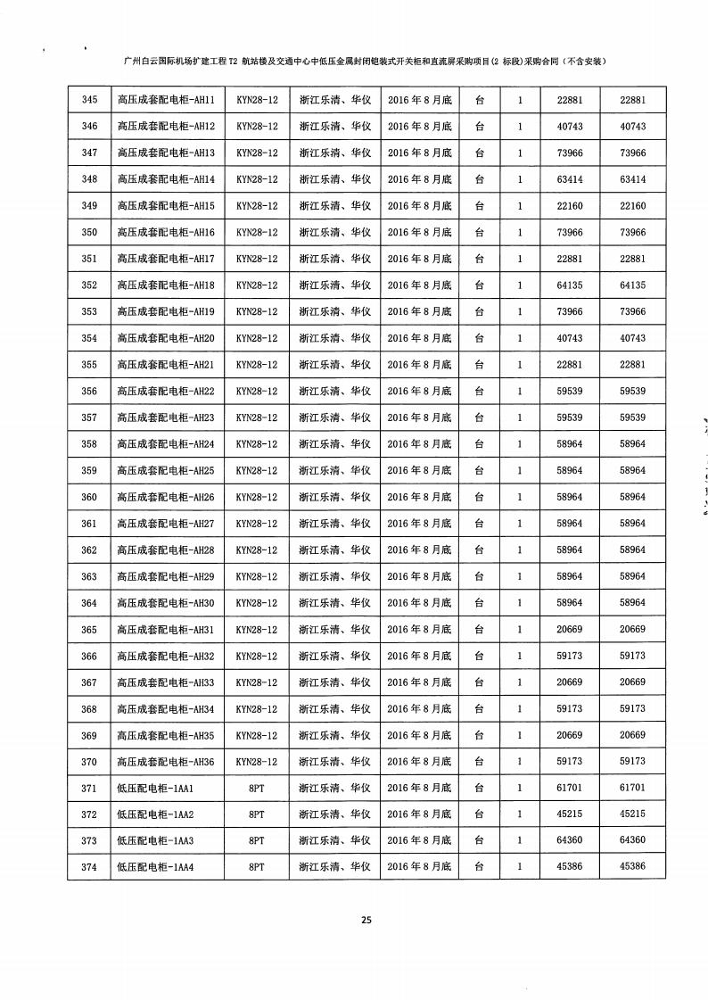 广州白云国际机场扩建工程 T2 航站楼及交通中心中低压金属封闭铠装式开关柜和直流屏采购项目(2 标段)采购合同（不含安装）
345 高压成套配电柜-AH11 KYN28-12 浙江乐清、华仪 2016 年 8 月底 台 1 22881 22881
346 高压成套配电柜-AH12 KYN28-12 浙江乐清、华仪 2016 年 8 月底 台 1 40743 40743
347 高压成套配电柜-AH13 KYN28-12 浙江乐清、华仪 2016 年 8 月底 台 1 73966 73966
348 高压成套配电柜-AH14 KYN28-12 浙江乐清、华仪 2016 年 8 月底 台 1 63414 63414
349 高压成套配电柜-AH15 KYN28-12 浙江乐清、华仪 2016 年 8 月底 台 1 22160 22160
350 高压成套配电柜-AH16 KYN28-12 浙江乐清、华仪 2016 年 8 月底 台 1 73966 73966
351 高压成套配电柜-AH17 KYN28-12 浙江乐清、华仪 2016 年 8 月底 台 1 22881 22881
352 高压成套配电柜-AH18 KYN28-12 浙江乐清、华仪 2016 年 8 月底 台 1 64135 64135
353 高压成套配电柜-AH19 KYN28-12 浙江乐清、华仪 2016 年 8 月底 台 1 73966 73966
354 高压成套配电柜-AH20 KYN28-12 浙江乐清、华仪 2016 年 8 月底 台 1 40743 40743
355 高压成套配电柜-AH21 KYN28-12 浙江乐清、华仪 2016 年 8 月底 台 1 22881 22881
356 高压成套配电柜-AH22 KYN28-12 浙江乐清、华仪 2016 年 8 月底 台 1 59539 59539
357 高压成套配电柜-AH23 KYN28-12 浙江乐清、华仪 2016 年 8 月底 台 1 59539 59539
358 高压成套配电柜-AH24 KYN28-12 浙江乐清、华仪 2016 年 8 月底 台 1 58964 58964
359 高压成套配电柜-AH25 KYN28-12 浙江乐清、华仪 2016 年 8 月底 台 1 58964 58964
360 高压成套配电柜-AH26 KYN28-12 浙江乐清、华仪 2016 年 8 月底 台 1 58964 58964
361 高压成套配电柜-AH27 KYN28-12 浙江乐清、华仪 2016 年 8 月底 台 1 58964 58964
362 高压成套配电柜-AH28 KYN28-12 浙江乐清、华仪 2016 年 8 月底 台 1 58964 58964
363 高压成套配电柜-AH29 KYN28-12 浙江乐清、华仪 2016 年 8 月底 台 1 58964 58964
364 高压成套配电柜-AH30 KYN28-12 浙江乐清、华仪 2016 年 8 月底 台 1 58964 58964
365 高压成套配电柜-AH31 KYN28-12 浙江乐清、华仪 2016 年 8 月底 台 1 20669 20669
366 高压成套配电柜-AH32 KYN28-12 浙江乐清、华仪 2016 年 8 月底 台 1 59173 59173
367 高压成套配电柜-AH33 KYN28-12 浙江乐清、华仪 2016 年 8 月底 台 1 20669 20669
368 高压成套配电柜-AH34 KYN28-12 浙江乐清、华仪 2016 年 8 月底 台 1 59173 59173
369 高压成套配电柜-AH35 KYN28-12 浙江乐清、华仪 2016 年 8 月底 台 1 20669 20669
370 高压成套配电柜-AH36 KYN28-12 浙江乐清、华仪 2016 年 8 月底 台 1 59173 59173
371 低压配电柜-1AA1 8PT 浙江乐清、华仪 2016 年 8 月底 台 1 61701 61701
372 低压配电柜-1AA2 8PT 浙江乐清、华仪 2016 年 8 月底 台 1 45215 45215
373 低压配电柜-1AA3 8PT 浙江乐清、华仪 2016 年 8 月底 台 1 64360 64360
374 低压配电柜-1AA4 8PT 浙江乐清、华仪 2016 年 8 月底 台 1 45386 45386
25